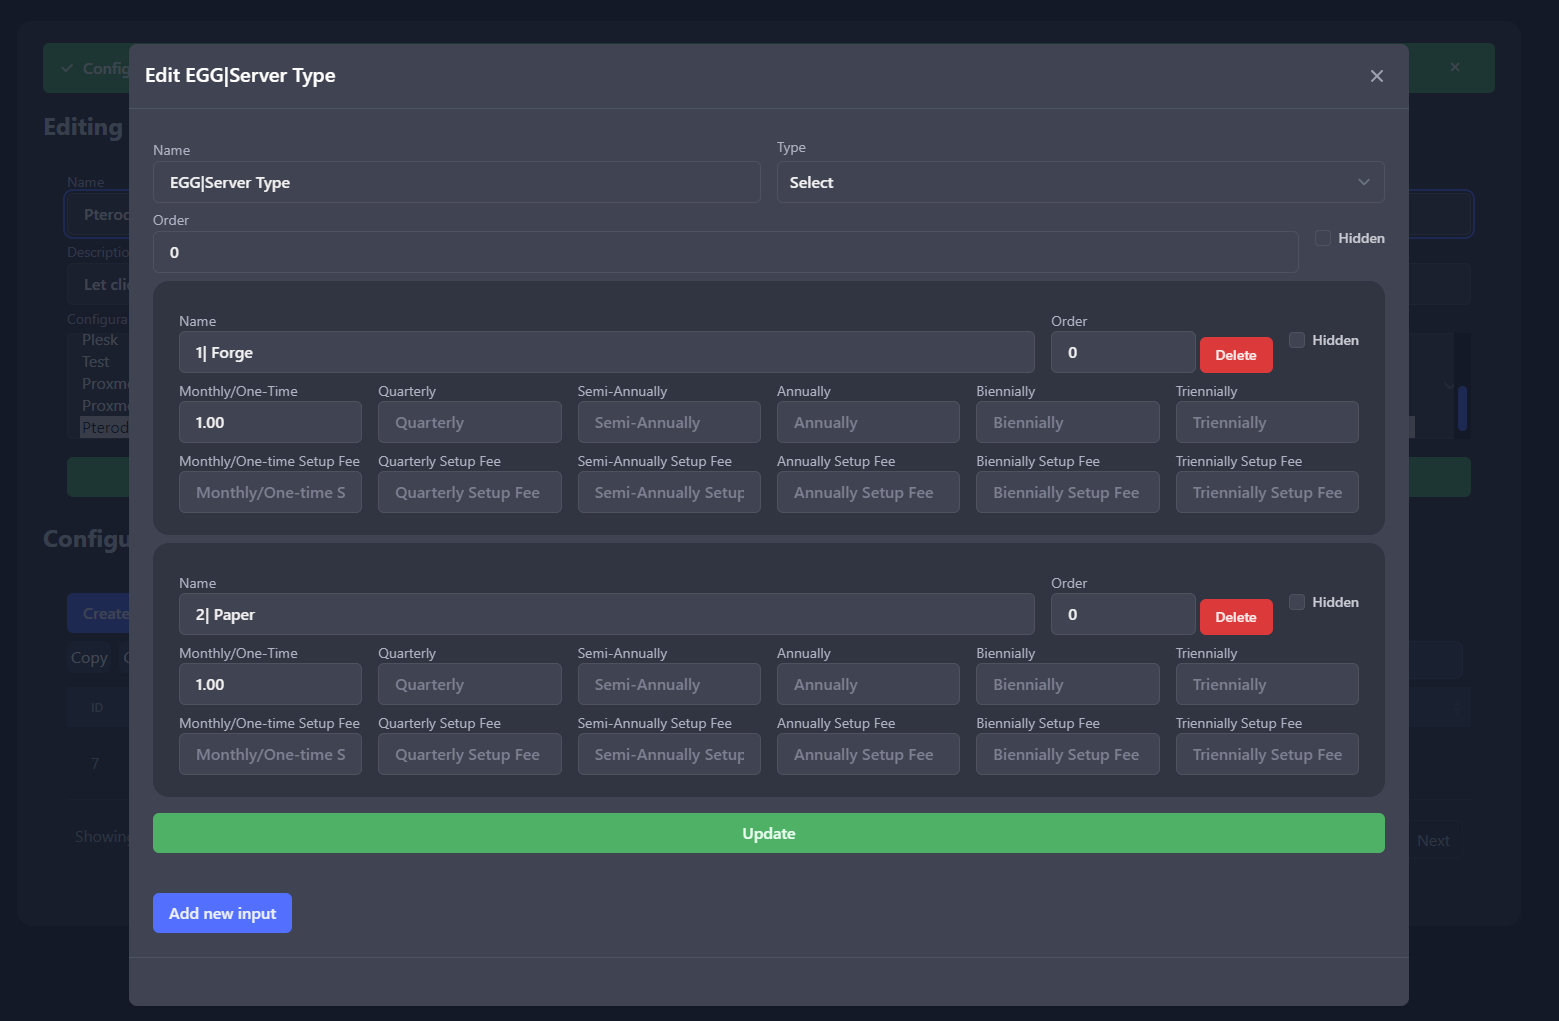 Edit EGG|Server Type
Name
EGG|Server Type
Type
Select
Order
0
Hidden
Name
1| Forge
Order
0
Delete
Hidden
Monthly/One-Time
Quarterly
Semi-Annually
Annually
Biennially
Triennially
1.00
Quarterly
Semi-Annually
Annually
Biennially
Triennially
Monthly/One-time Setup Fee
Quarterly Setup Fee
Semi-Annually Setup Fee
Annually Setup Fee
Biennially Setup Fee
Triennially Setup Fee
Monthly/One-time S
Quarterly Setup Fee
Semi-Annually Setup
Annually Setup Fee
Biennially Setup Fee
Triennially Setup Fee
Name
2| Paper
Order
0
Delete
Hidden
Monthly/One-Time
Quarterly
Semi-Annually
Annually
Biennially
Triennially
1.00
Quarterly
Semi-Annually
Annually
Biennially
Triennially
Monthly/One-time Setup Fee
Quarterly Setup Fee
Semi-Annually Setup Fee
Annually Setup Fee
Biennially Setup Fee
Triennially Setup Fee
Monthly/One-time S
Quarterly Setup Fee
Semi-Annually Setup
Annually Setup Fee
Biennially Setup Fee
Triennially Setup Fee
Update
Add new input
Config
Editing
Name
Pterod
Descriptio
Let clie
Configura
Plesk
Test
Proxmo
Proxmo
Pterod
Configu
Create
Copy
ID
7
Showing
Next